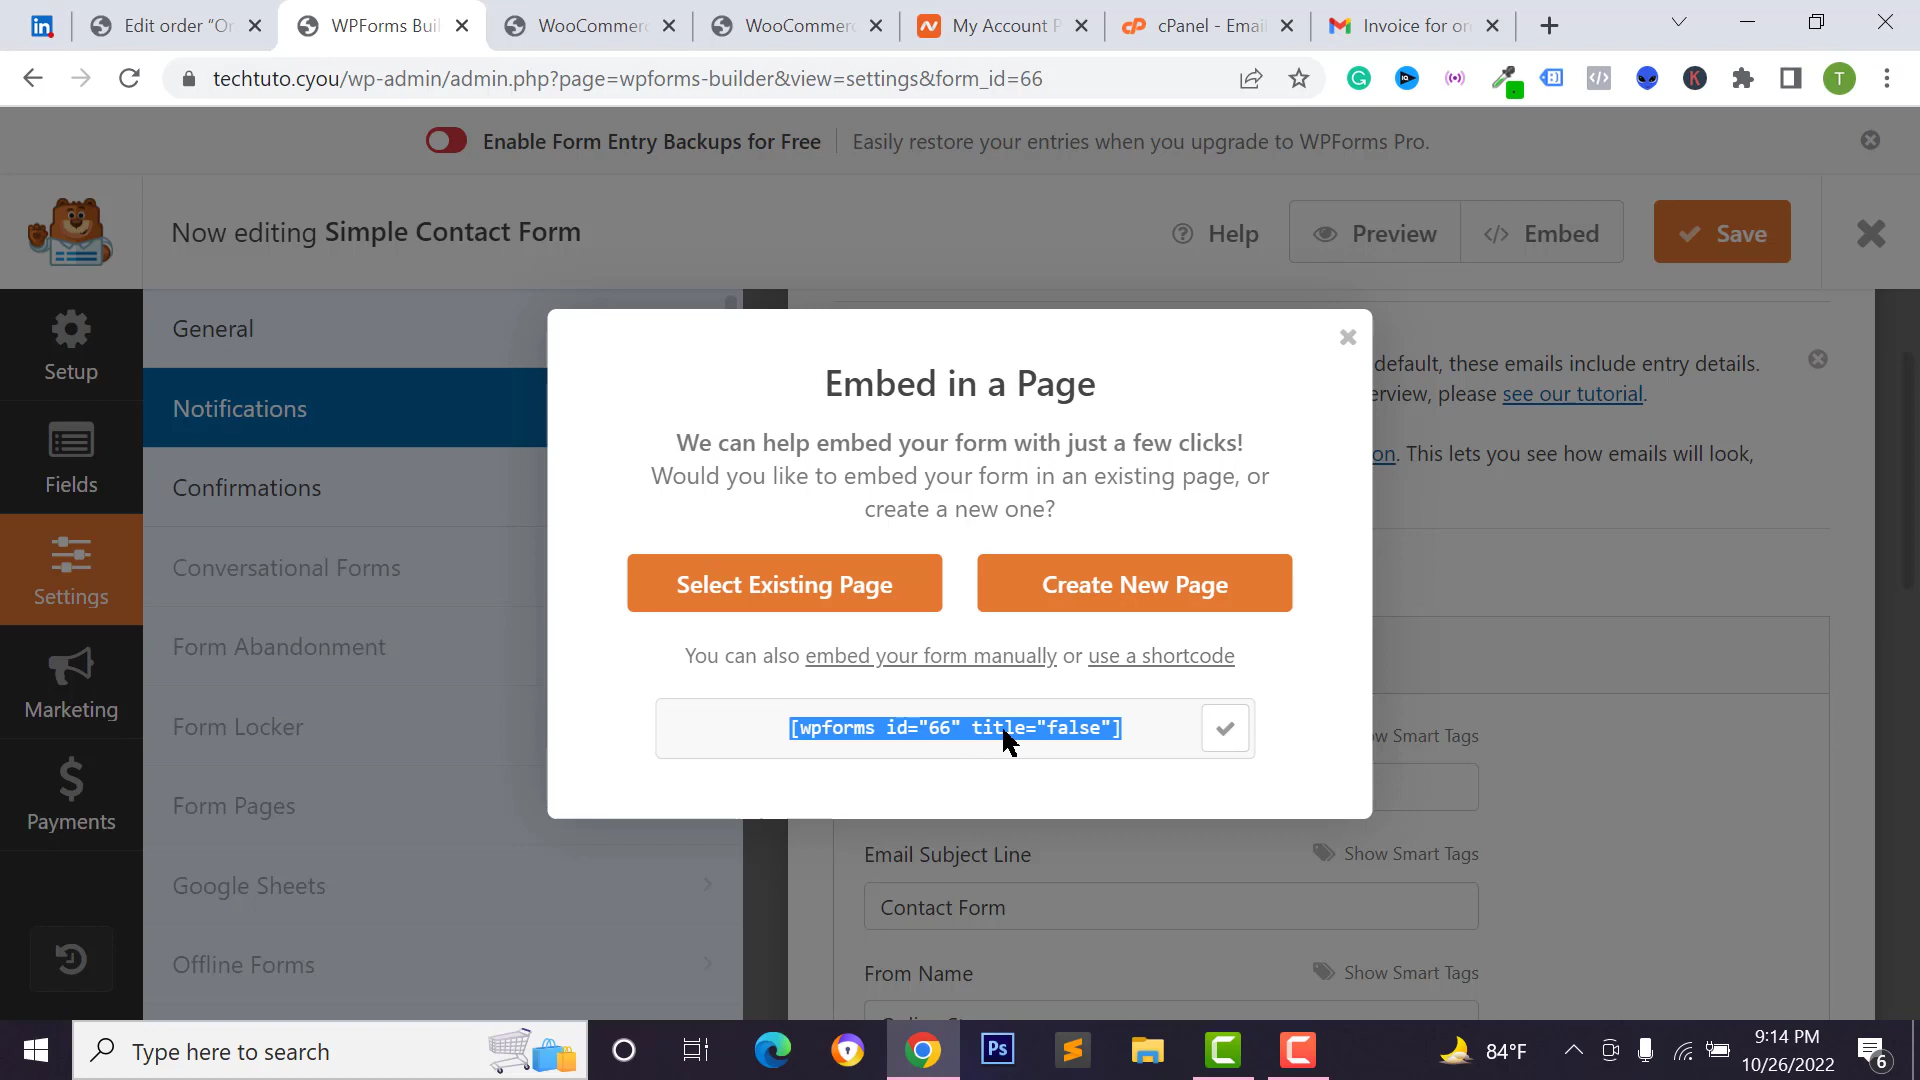 Edit order “Or
WPForms Buil
WooCommerc
WooCommerc
My Account P
cPanel - Email
Invoice for or
techtuto.cyou/wp-admin/admin.php?page=wpforms-builder&view=settings&form_id=66
T
Enable Form Entry Backups for Free
Easily restore your entries when you upgrade to WPForms Pro.
Now editing Simple Contact Form
Help
Preview
Embed
Save
Setup
Fields
Settings
Marketing
Payments
General
Notifications
Confirmations
Conversational Forms
Form Abandonment
Form Locker
Form Pages
Google Sheets
Offline Forms
Embed in a Page
We can help embed your form with just a few clicks!
Would you like to embed your form in an existing page, or
create a new one?
Select Existing Page
Create New Page
You can also embed your form manually or use a shortcode
[wpforms id="66" title="false"]
default, these emails include entry details.
erview, please see our tutorial.
on. This lets you see how emails will look,
ow Smart Tags
Email Subject Line
Show Smart Tags
Contact Form
From Name
Show Smart Tags
Type here to search
Ps
84°F
9:14 PM
10/26/2022
6